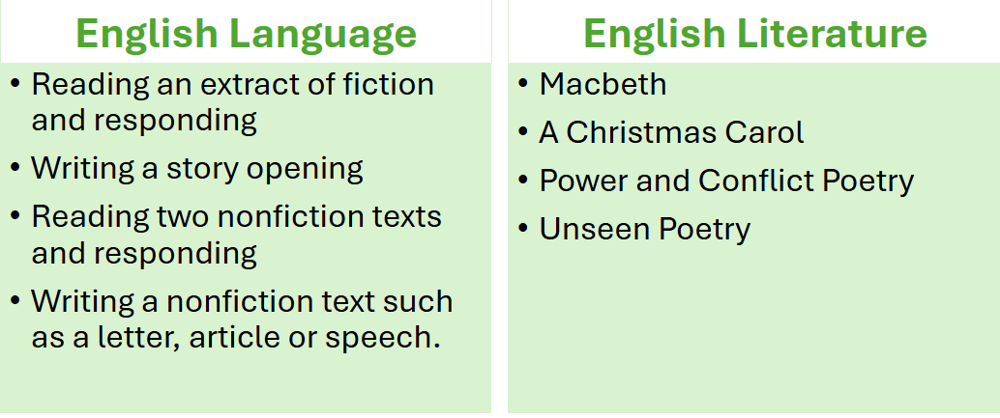 English Language
• Reading an extract of fiction
and responding
• Writing a story opening
• Reading two nonfiction texts
and responding
• Writing a nonfiction text such
as a letter, article or speech.
English Literature
• Macbeth
• A Christmas Carol
• Power and Conflict Poetry
• Unseen Poetry